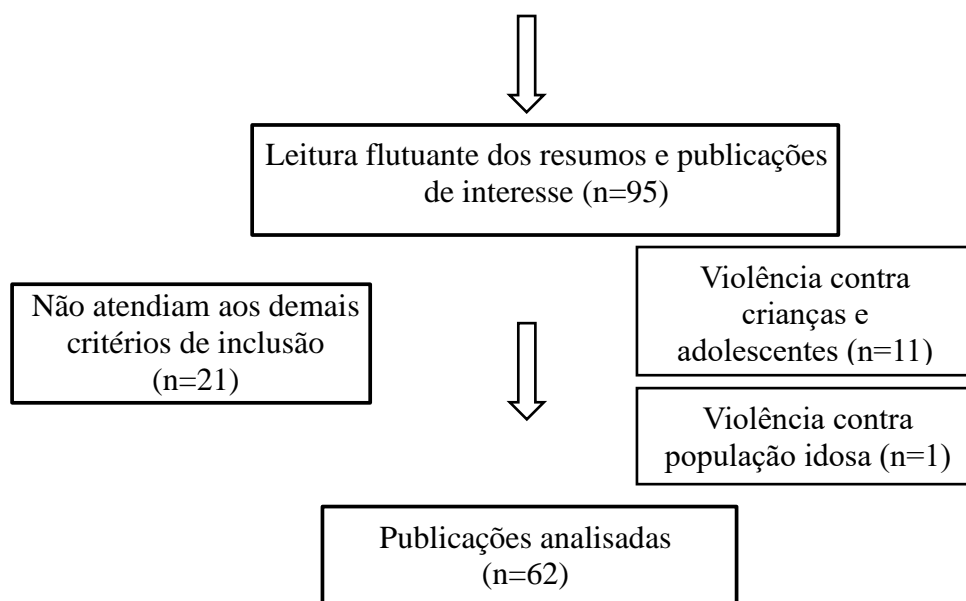 Leitura flutuante dos resumos e publicações
de interesse (n=95)
Não atendiam aos demais
critérios de inclusão
(n=21)
Violência contra
crianças e
adolescentes (n=11)
Violência contra
população idosa (n=1)
Publicações analisadas
(n=62)